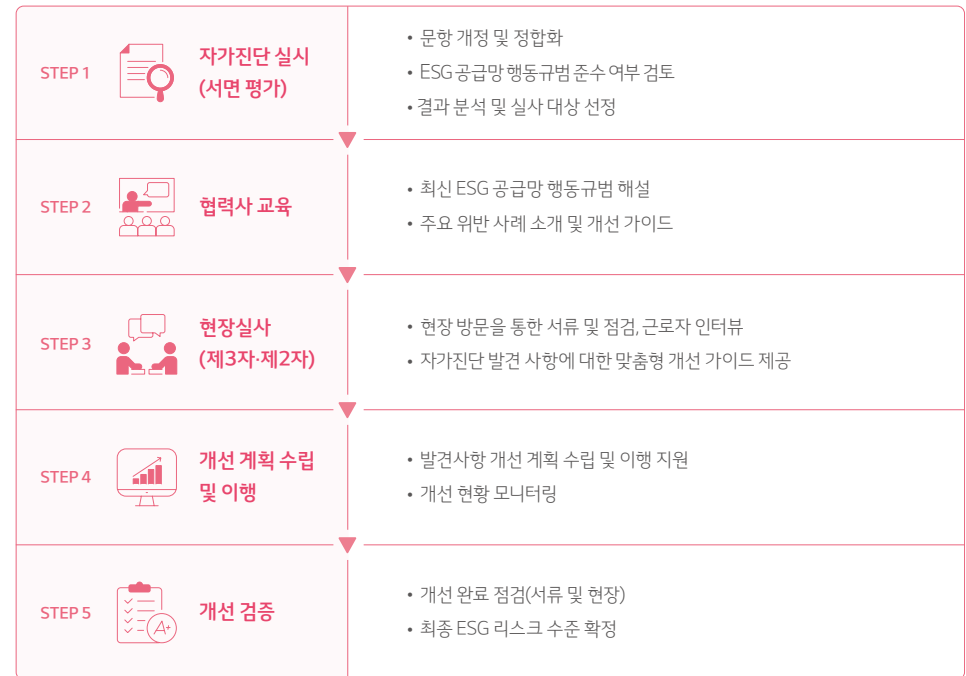 STEP 1
자가진단 실시
(서면 평가)
• 문항 개정 및 정합화
• ESG 공급망 행동규범 준수 여부 검토
• 결과 분석 및 실사 대상 선정
STEP 2
협력사 교육
• 최신 ESG 공급망 행동규범 해설
• 주요 위반 사례 소개 및 개선 가이드
STEP 3
현장실사
(제3자·제2자)
• 현장 방문을 통한 서류 및 점검, 근로자 인터뷰
• 자가진단 발견 사항에 대한 맞춤형 개선 가이드 제공
STEP 4
개선 계획 수립
및 이행
• 발견사항 개선 계획 수립 및 이행 지원
• 개선 현황 모니터링
STEP 5
A+
개선 검증
• 개선 완료 점검(서류 및 현장)
• 최종 ESG 리스크 수준 확정